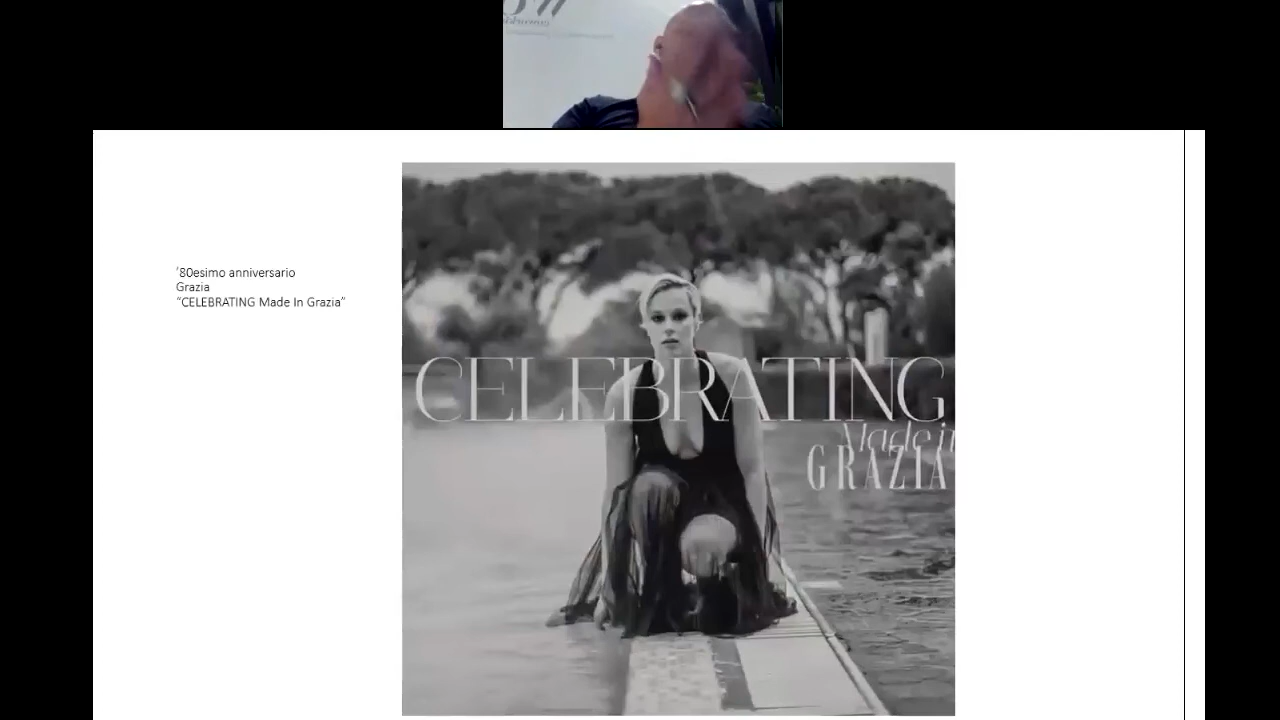 '80esimo anniversario
Grazia
“CELEBRATING Made In Grazia”
CELEBRATING
Made in
GRAZIA